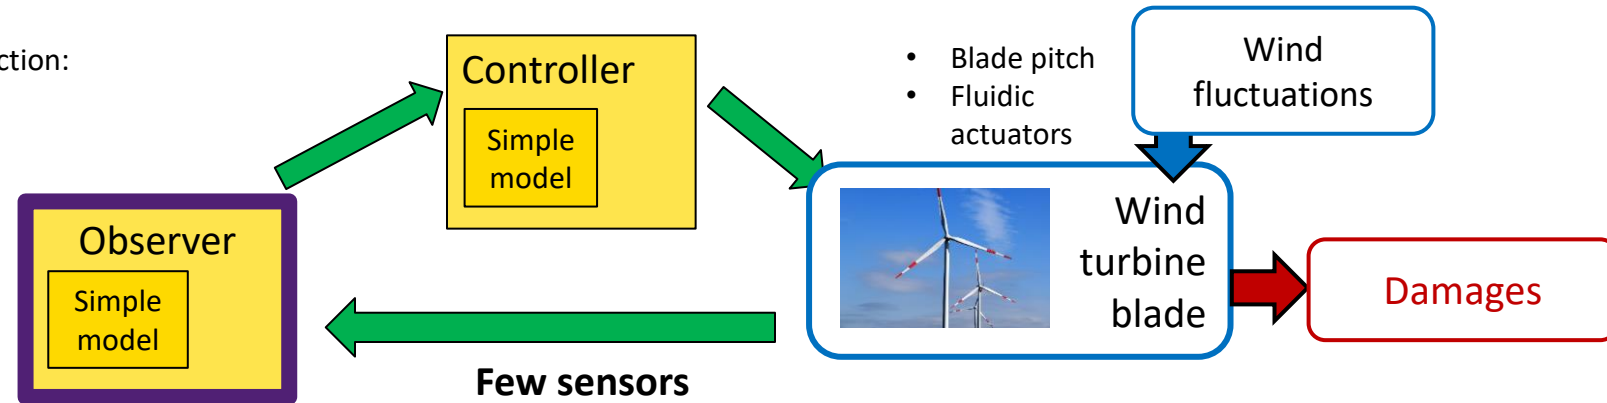 ction:
Controller
Simple
model
• Blade pitch
• Fluidic
actuators
Wind
fluctuations
Observer
Simple
model
Wind
turbine
blade
Damages
Few sensors